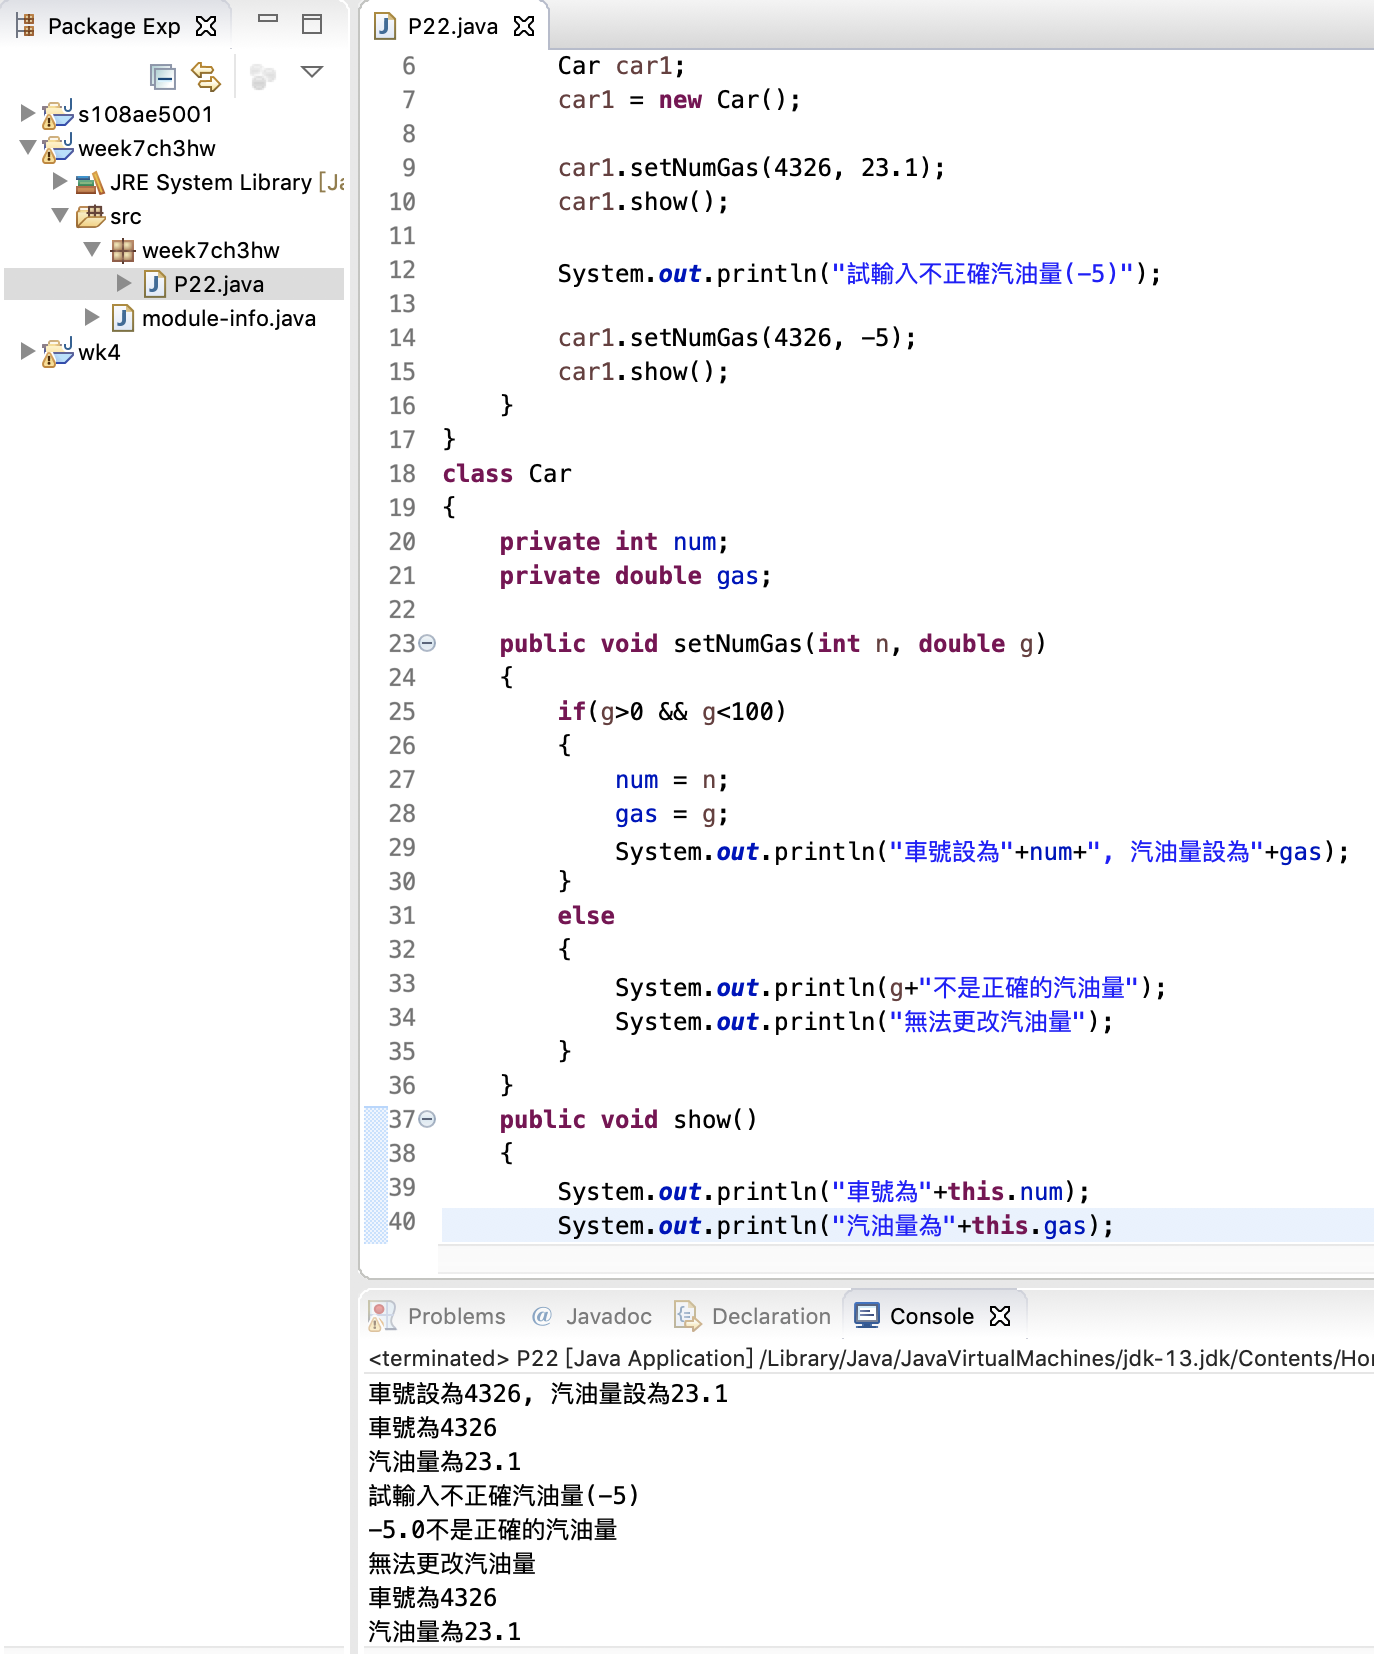 Package Exp
s108ae5001
week7ch3hw
JRE System Library [Ja
src
week7ch3hw
P22.java
module-info.java
wk4
P22.java
6 Car car1;
7 car1 = new Car();
8
9 car1.setNumGas(4326, 23.1);
10 car1.show();
11
12 System.out.println("試輸入不正確汽油量(-5)");
13
14 car1.setNumGas(4326, -5);
15 car1.show();
16 }
17 }
18 class Car
19 {
20 private int num;
21 private double gas;
22
23 public void setNumGas(int n, double g)
24 {
25 if(g>0 && g<100)
26 {
27 num = n;
28 gas = g;
29 System.out.println("車號設為"+num+", 汽油量設為"+gas);
30 }
31 else
32 {
33 System.out.println(g+"不是正確的汽油量");
34 System.out.println("無法更改汽油量");
35 }
36 }
37 public void show()
38 {
39 System.out.println("車號為"+this.num);
40 System.out.println("汽油量為"+this.gas);
Problems @ Javadoc Declaration Console
<terminated> P22 [Java Application] /Library/Java/JavaVirtualMachines/jdk-13.jdk/Contents/Hor
車號設為4326, 汽油量設為23.1
車號為4326
汽油量為23.1
試輸入不正確汽油量(-5)
-5.0不是正確的汽油量
無法更改汽油量
車號為4326
汽油量為23.1